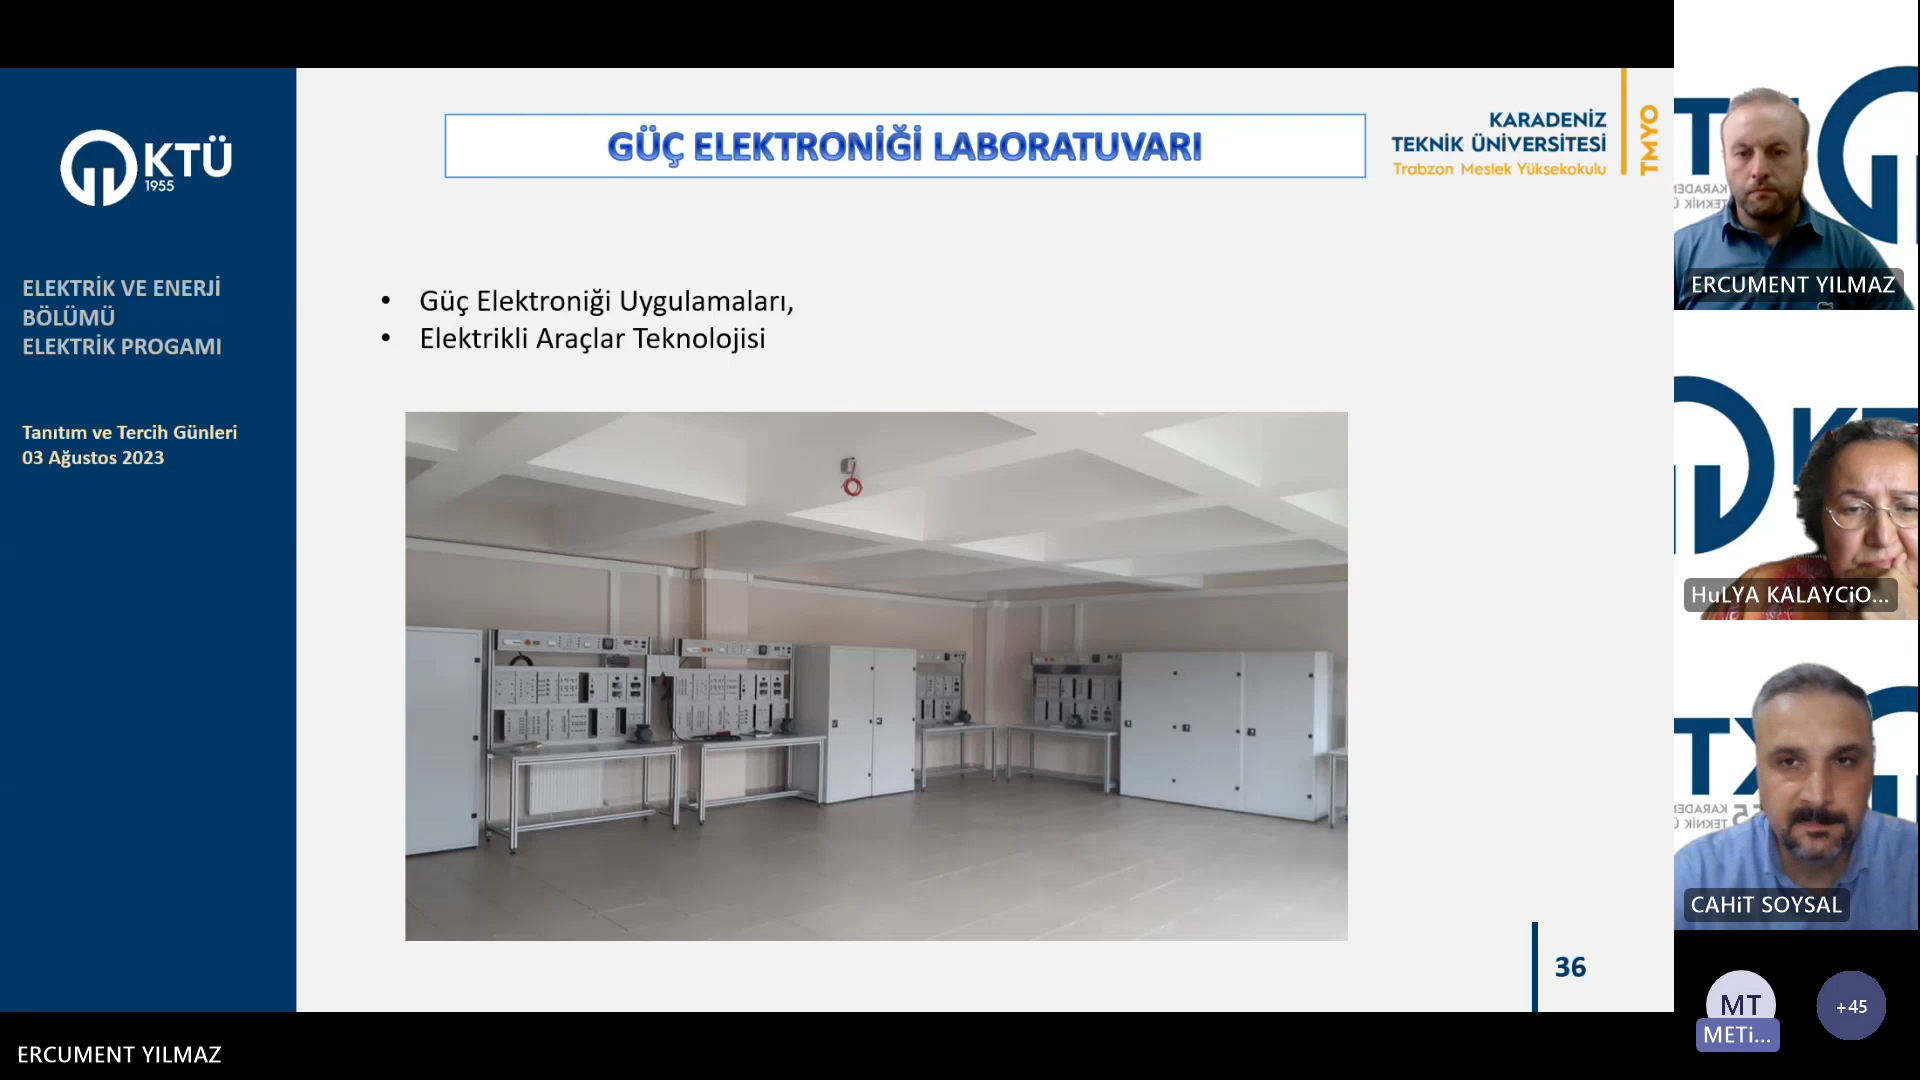 KTÜ
1955
ELEKTRİK VE ENERJİ
BÖLÜMÜ
ELEKTRİK PROGAMI
Tanıtım ve Tercih Günleri
03 Ağustos 2023
GÜÇ ELEKTRONİĞİ LABORATUVARI
KARADENİZ
TEKNİK ÜNİVERSİTESİ
Trabzon Meslek Yüksekokulu
TMYO
• Güç Elektroniği Uygulamaları,
• Elektrikli Araçlar Teknolojisi
36
ERCUMENT YILMAZ
ERCUMENT YILMAZ
HuLYA KALAYCiO...
CAHiT SOYSAL
MT
METi...
+45